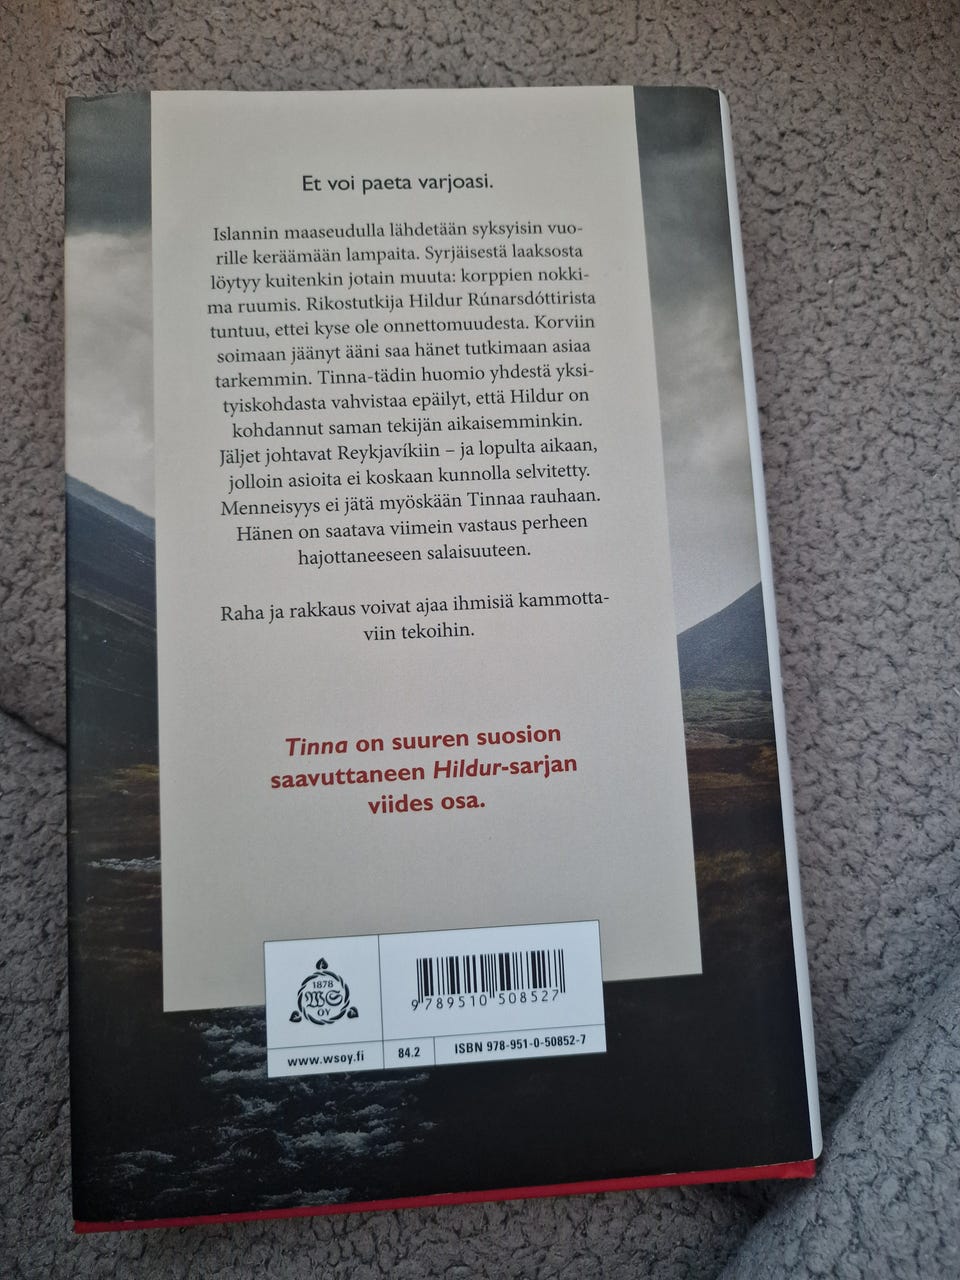 Et voi paeta varjoasi.
Islannin maaseudulla lähdetään syksyisin vuo-
rille keräämään lampaita. Syrjäisestä laaksosta
löytyy kuitenkin jotain muuta: korppien nokki-
ma ruumis. Rikostutkija Hildur Rúnarsdóttirista
tuntuu, ettei kyse ole onnettomuudesta. Korviin
soimaan jäänyt ääni saa hänet tutkimaan asiaa
tarkemmin. Tinna-tädin huomio yhdestä yksi-
tyiskohdasta vahvistaa epäilyt, että Hildur on
kohdannut saman tekijän aikaisemminkin.
Jäljet johtavat Reykjavíkiin – ja lopulta aikaan,
jolloin asioita ei koskaan kunnolla selvitetty.
Menneisyys ei jätä myöskään Tinnaa rauhaan.
Hänen on saatava viimein vastaus perheen
hajottaneeseen salaisuuteen.
Raha ja rakkaus voivat ajaa ihmisiä kammotta-
viin tekoihin.
Tinna on suuren suosion
saavuttaneen Hildur-sarjan
viides osa.
1878
WS
OY
9 789510 508527
www.wsoy.fi
84.2
ISBN 978-951-0-50852-7